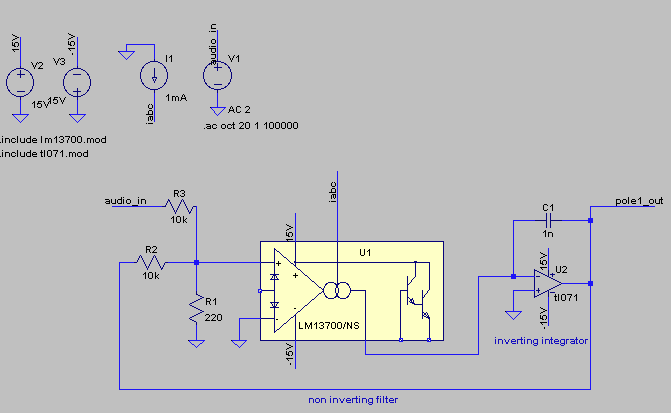 15V
-15V
audio_in
V2
V3
I1
V1
15V
15V
1mA
iabc
AC 2
.ac oct 20 1 100000
.include lm13700.mod
.include tl071.mod
audio_in
R3
10k
iabc
C1
1n
pole1_out
R2
10k
15V
U1
15V
U2
tl071
R1
220
LM13700/NS
-15V
-15V
inverting integrator
non inverting filter